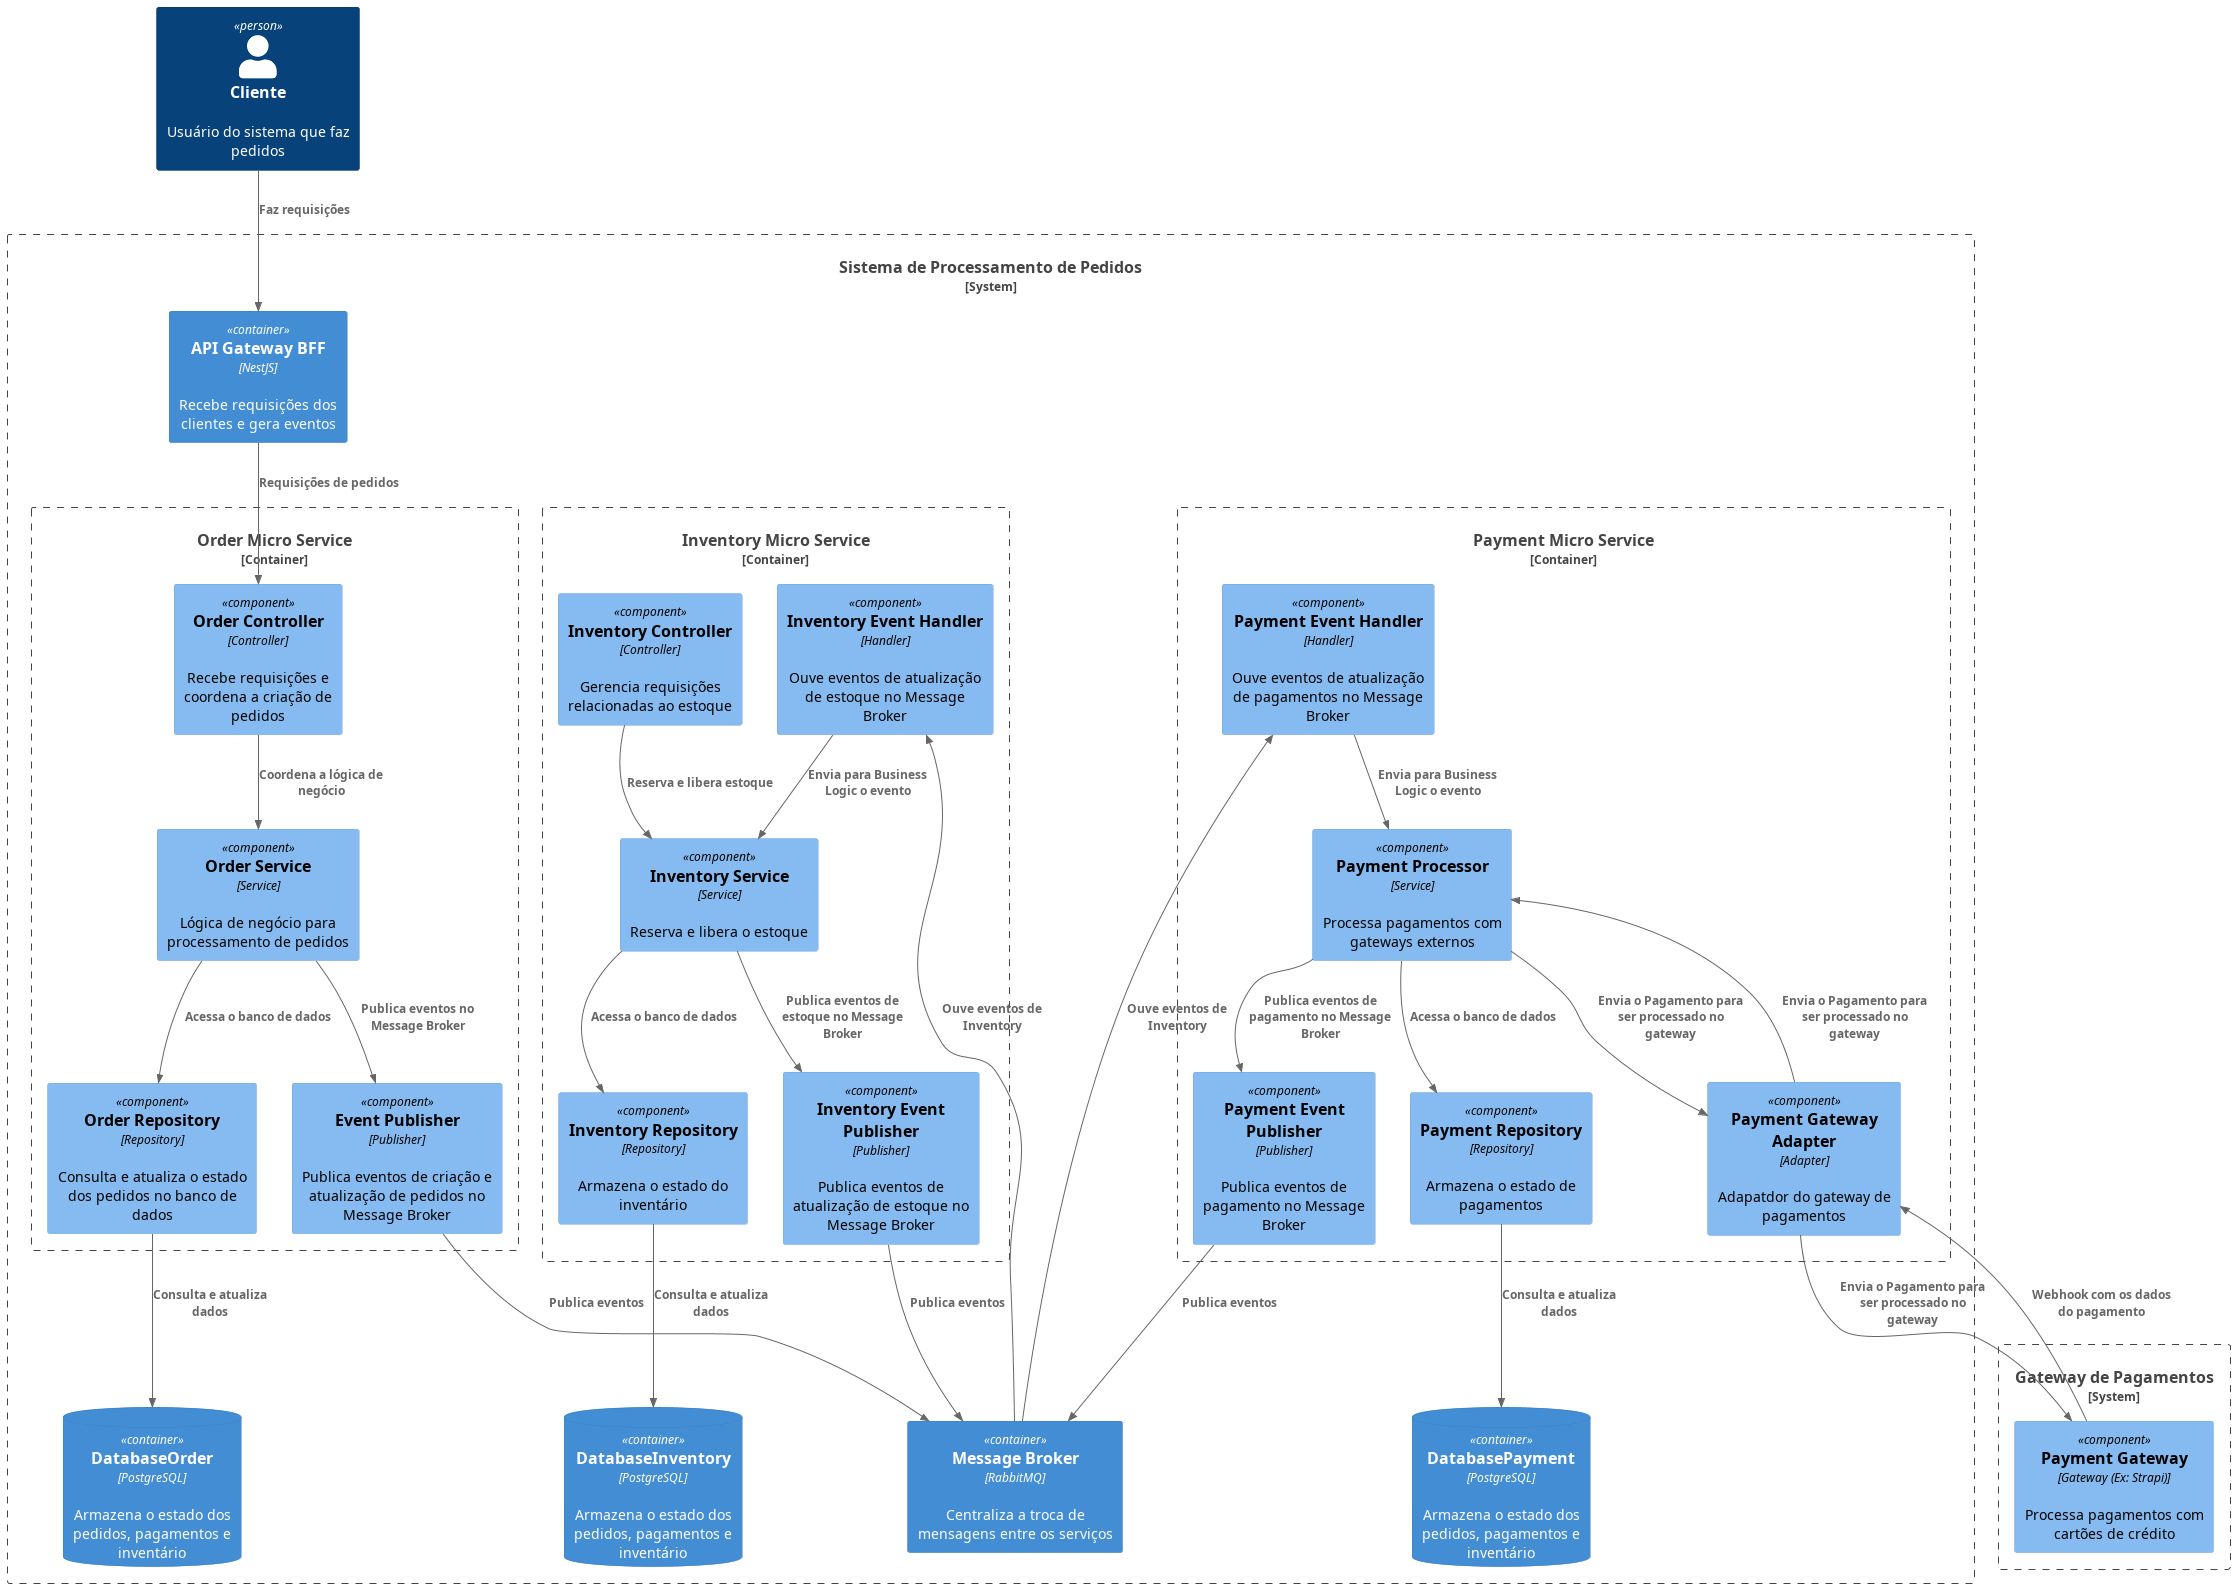 «person»
Cliente
Usuário do sistema que faz
pedidos
Faz requisições
Sistema de Processamento de Pedidos
[System]
«container»
API Gateway BFF
[NestJS]
Recebe requisições dos
clientes e gera eventos
Requisições de pedidos
Order Micro Service
[Container]
«component»
Order Controller
[Controller]
Recebe requisições e
coordena a criação de
pedidos
Coordena a lógica de
negócio
«component»
Order Service
[Service]
Lógica de negócio para
processamento de pedidos
Acessa o banco de dados
Publica eventos no
Message Broker
«component»
Order Repository
[Repository]
Consulta e atualiza o estado
dos pedidos no banco de
dados
«component»
Event Publisher
[Publisher]
Publica eventos de criação e
atualização de pedidos no
Message Broker
Inventory Micro Service
[Container]
«component»
Inventory Controller
[Controller]
Gerencia requisições
relacionadas ao estoque
«component»
Inventory Event Handler
[Handler]
Ouve eventos de atualização
de estoque no Message
Broker
Reserva e libera estoque
Envia para Business
Logic o evento
«component»
Inventory Service
[Service]
Reserva e libera o estoque
Acessa o banco de dados
Publica eventos de
estoque no Message
Broker
Ouve eventos de
Inventory
«component»
Inventory Repository
[Repository]
Armazena o estado do
inventário
«component»
Inventory Event
Publisher
[Publisher]
Publica eventos de
atualização de estoque no
Message Broker
Payment Micro Service
[Container]
«component»
Payment Event Handler
[Handler]
Ouve eventos de atualização
de pagamentos no Message
Broker
Envia para Business
Logic o evento
«component»
Payment Processor
[Service]
Processa pagamentos com
gateways externos
Ouve eventos de
Inventory
Publica eventos de
pagamento no Message
Broker
Acessa o banco de dados
Envia o Pagamento para
ser processado no
gateway
Envia o Pagamento para
ser processado no
gateway
«component»
Payment Event
Publisher
[Publisher]
Publica eventos de
pagamento no Message
Broker
«component»
Payment Repository
[Repository]
Armazena o estado de
pagamentos
«component»
Payment Gateway
Adapter
[Adapter]
Adapatdor do gateway de
pagamentos
Consulta e atualiza
dados
Publica eventos
Consulta e atualiza
dados
Publica eventos
Publica eventos
Consulta e atualiza
dados
Envia o Pagamento para
ser processado no
gateway
Webhook com os dados
do pagamento
«container»
DatabaseOrder
[PostgreSQL]
Armazena o estado dos
pedidos, pagamentos e
inventário
«container»
DatabaseInventory
[PostgreSQL]
Armazena o estado dos
pedidos, pagamentos e
inventário
«container»
Message Broker
[RabbitMQ]
Centraliza a troca de
mensagens entre os serviços
«container»
DatabasePayment
[PostgreSQL]
Armazena o estado dos
pedidos, pagamentos e
inventário
Gateway de Pagamentos
[System]
«component»
Payment Gateway
[Gateway (Ex: Strapi)]
Processa pagamentos com
cartões de crédito